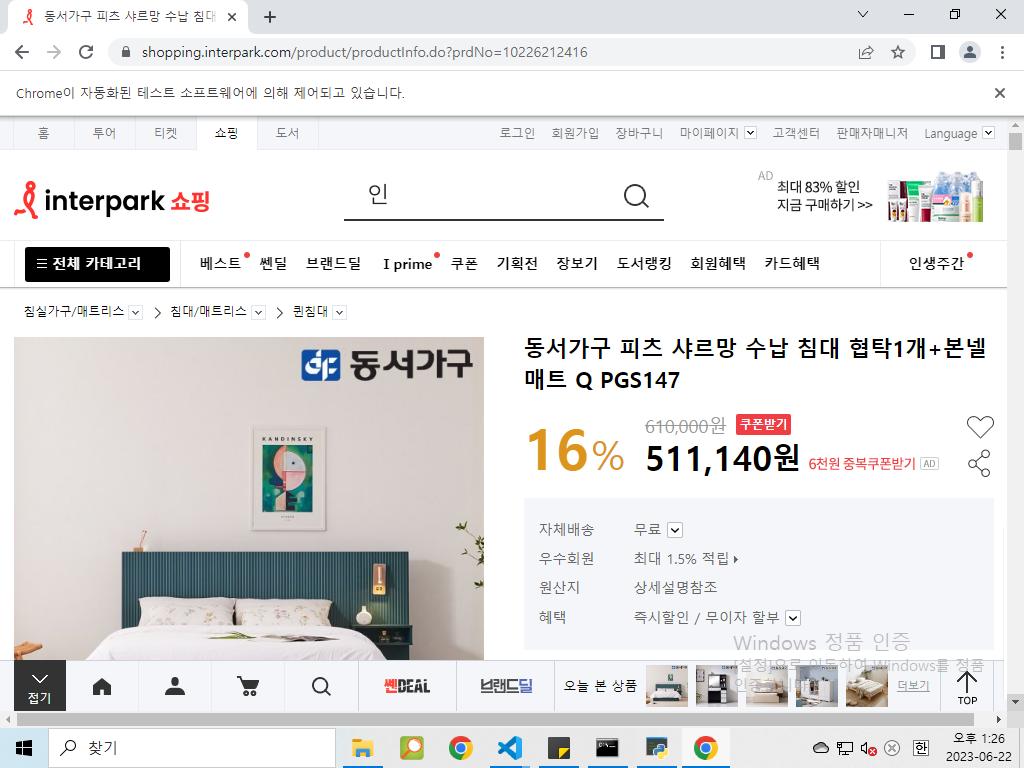 동서가구 피츠 샤르망 수납 침대
shopping.interpark.com/product/productInfo.do?prdNo=10226212416
Chrome이 자동화된 테스트 소프트웨어에 의해 제어되고 있습니다.
홈 투어 티켓 쇼핑 도서 로그인 회원가입 장바구니 마이페이지 고객센터 판매자매니저 Language
interpark 쇼핑
인
AD
최대 83% 할인
지금 구매하기 >>
전체 카테고리 베스트 쎈딜 브랜드딜 I prime 쿠폰 기획전 장보기 도서랭킹 회원혜택 카드혜택 인생주간
침실가구/매트리스 > 침대/매트리스 > 퀸침대
동서가구
KANDINSKY
동서가구 피츠 샤르망 수납 침대 협탁1개+본넬
매트 Q PGS147
16%
610,000원 쿠폰받기
511,140원 6천원 중복쿠폰받기 AD
자체배송 무료
우수회원 최대 1.5% 적립
원산지 상세설명참조
혜택 즉시할인 / 무이자 할부
Windows 정품 인증
[설정]으로 이동하여 Windows를 정품
접기
쎈DEAL
브랜드딜
오늘 본 상품
더보기
TOP
찾기
한
오후 1:26
2023-06-22